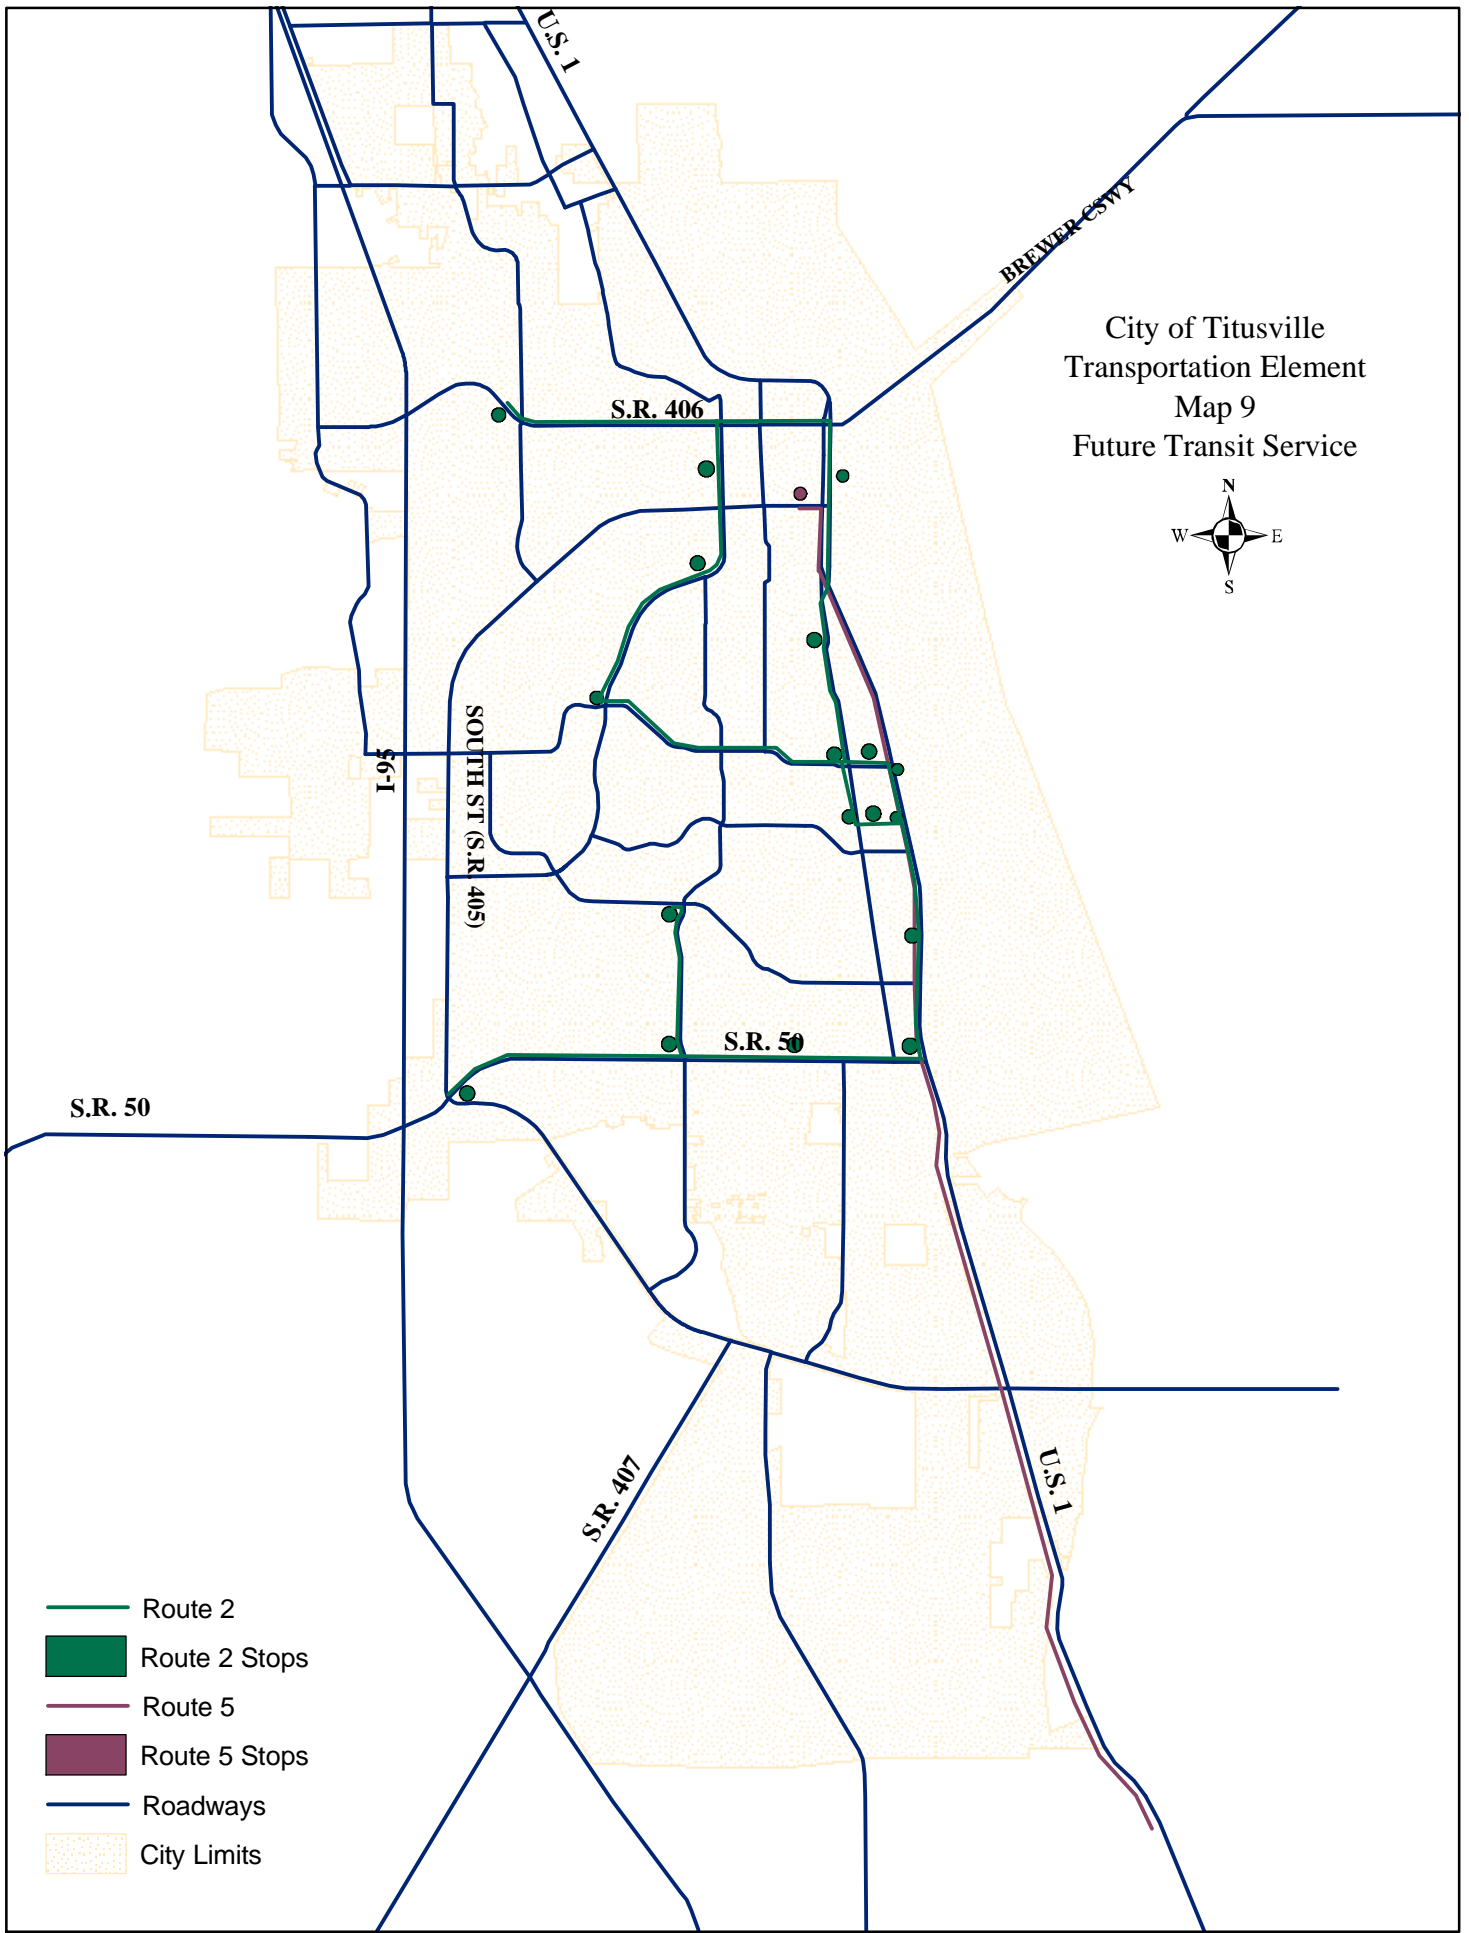 U.S. 1
BREWER CSWY
City of Titusville
Transportation Element
Map 9
Future Transit Service
N
W
E
S
S.R. 406
I-95
SOUTH ST (S.R. 405)
S.R. 50
S.R. 50
U.S. 1
S.R. 407
Route 2
Route 2 Stops
Route 5
Route 5 Stops
Roadways
City Limits